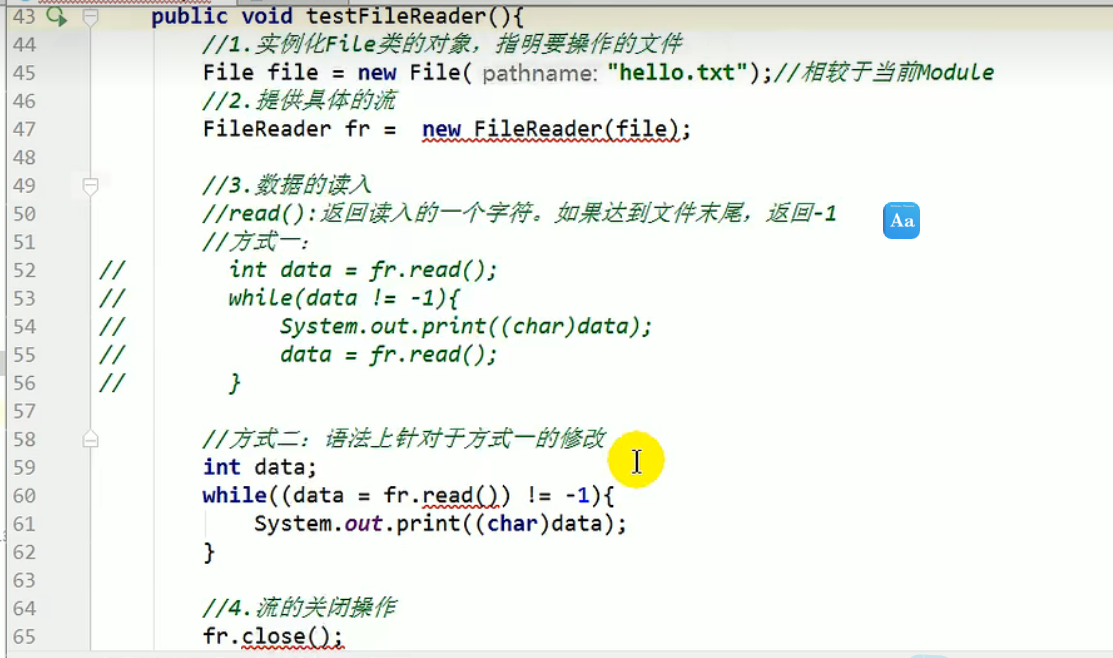 43 public void testFileReader(){
44 //1.实例化File类的对象，指明要操作的文件
45 File file = new File( pathname: "hello.txt");//相较于当前Module
46 //2.提供具体的流
47 FileReader fr =  new FileReader(file);
48
49 //3.数据的读入
50 //read():返回读入的一个字符。如果达到文件末尾，返回-1
Aa
51 //方式一：
52 // int data = fr.read();
53 // while(data != -1){
54 // System.out.print((char)data);
55 // data = fr.read();
56 // }
57
58 //方式二：语法上针对于方式一的修改
59 int data;
60 while((data = fr.read()) != -1){
61 System.out.print((char)data);
62 }
63
64 //4.流的关闭操作
65 fr.close();